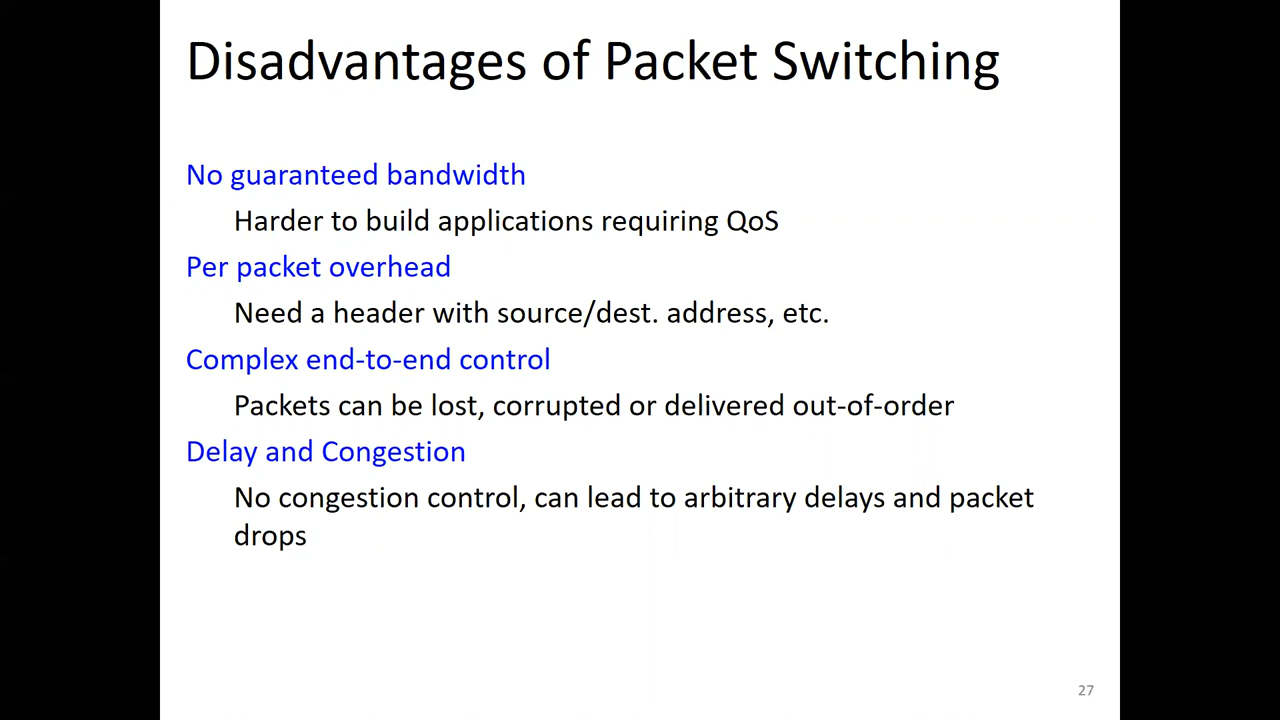 Disadvantages of Packet Switching
No guaranteed bandwidth
Harder to build applications requiring QoS
Per packet overhead
Need a header with source/dest. address, etc.
Complex end-to-end control
Packets can be lost, corrupted or delivered out-of-order
Delay and Congestion
No congestion control, can lead to arbitrary delays and packet
drops
27